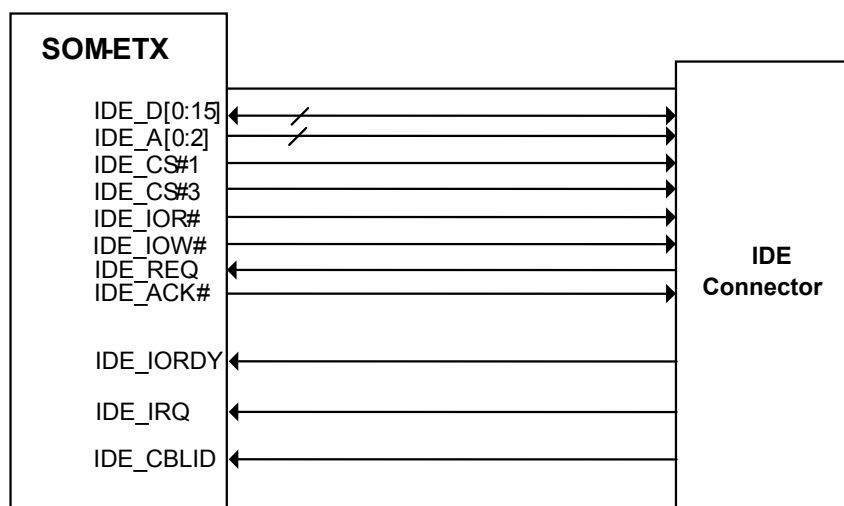 SOM-ETX
IDE_D[0:15]
IDE_A[0:2]
IDE_CS#1
IDE_CS#3
IDE_IOR#
IDE_IOW#
IDE_REQ
IDE_ACK#
IDE_IORDY
IDE_IRQ
IDE_CBLID
IDE
Connector